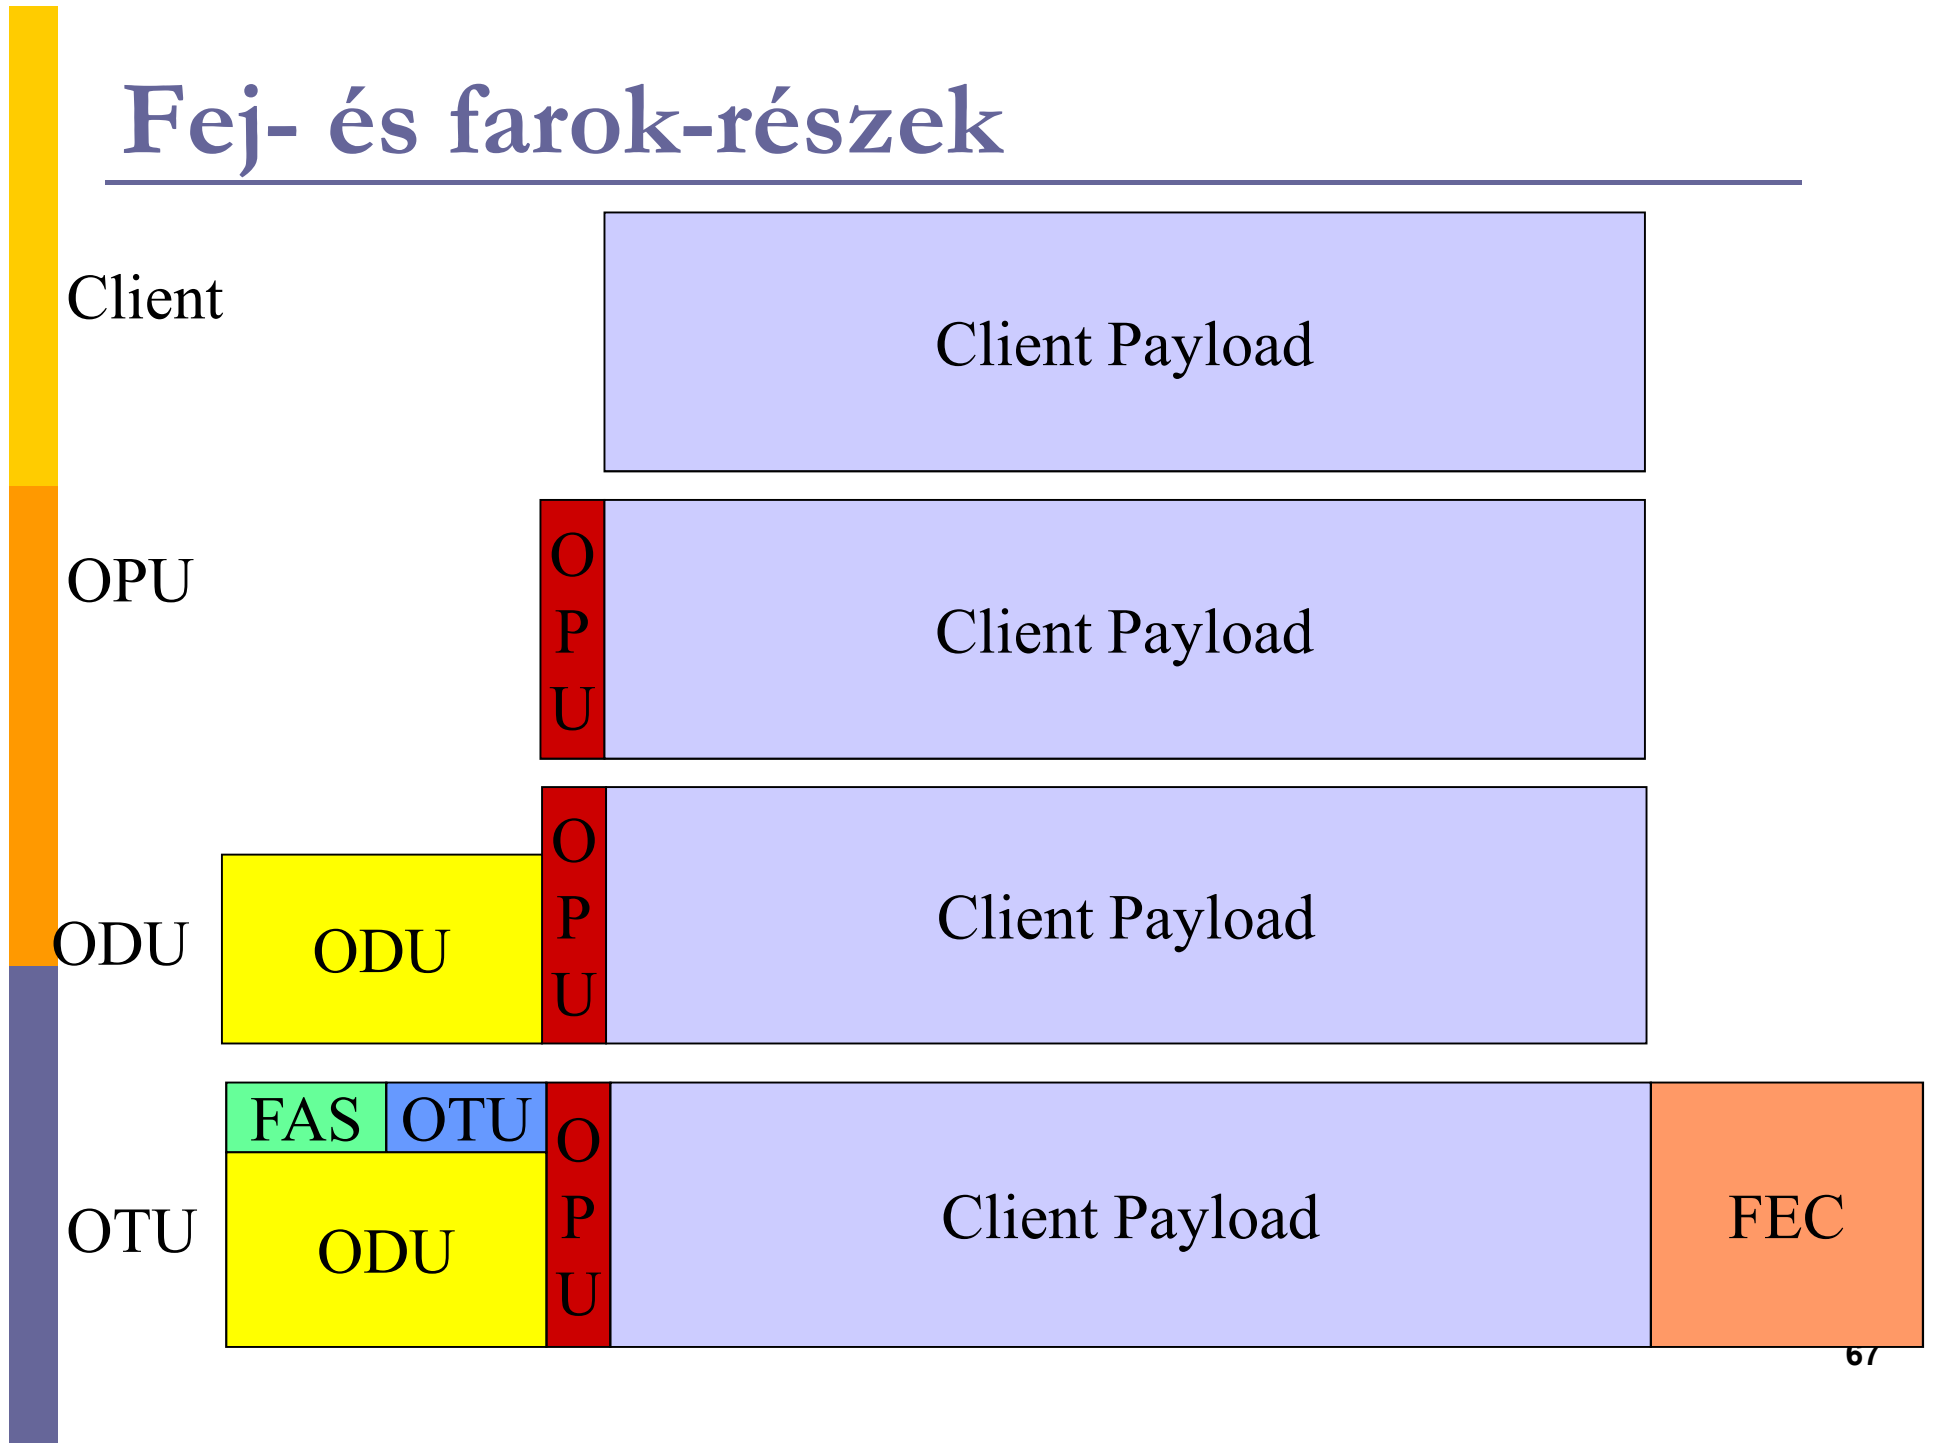 Fej- és farok-részek
Client
Client Payload
OPU
O
P
U
Client Payload
ODU
ODU
O
P
U
Client Payload
OTU
FAS
OTU
ODU
O
P
U
Client Payload
FEC
67